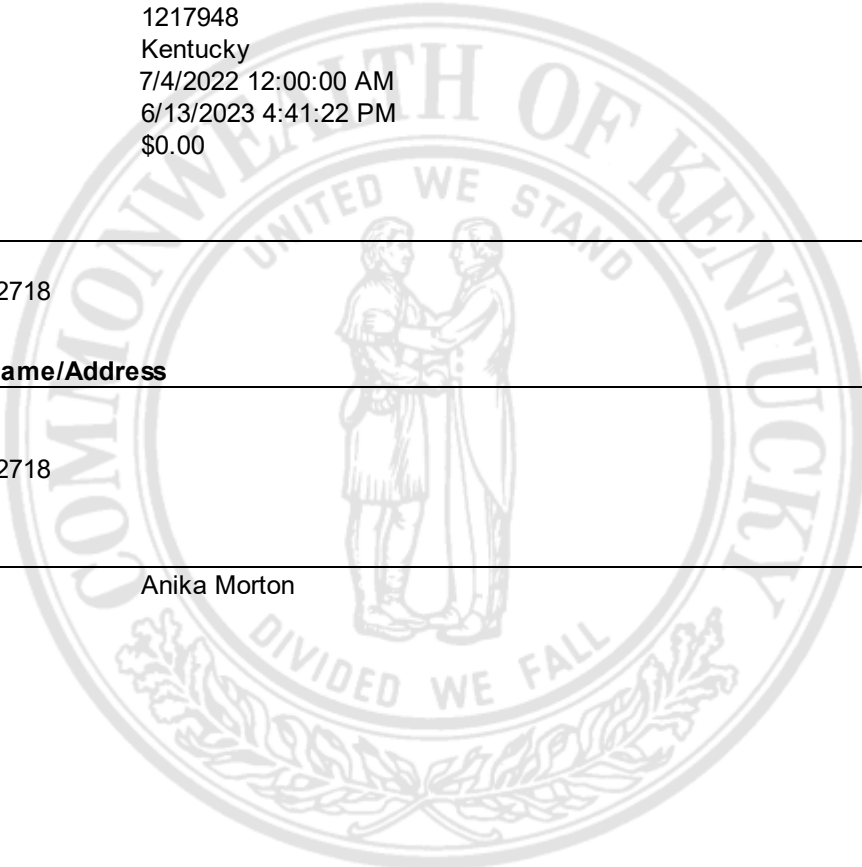 1217948
Kentucky
7/4/2022 12:00:00 AM
6/13/2023 4:41:22 PM
$0.00
COMMONWEALTH OF KENTUCKY
UNITED WE STAND
2718
ame/Address
2718
Anika Morton
DIVIDED WE FALL